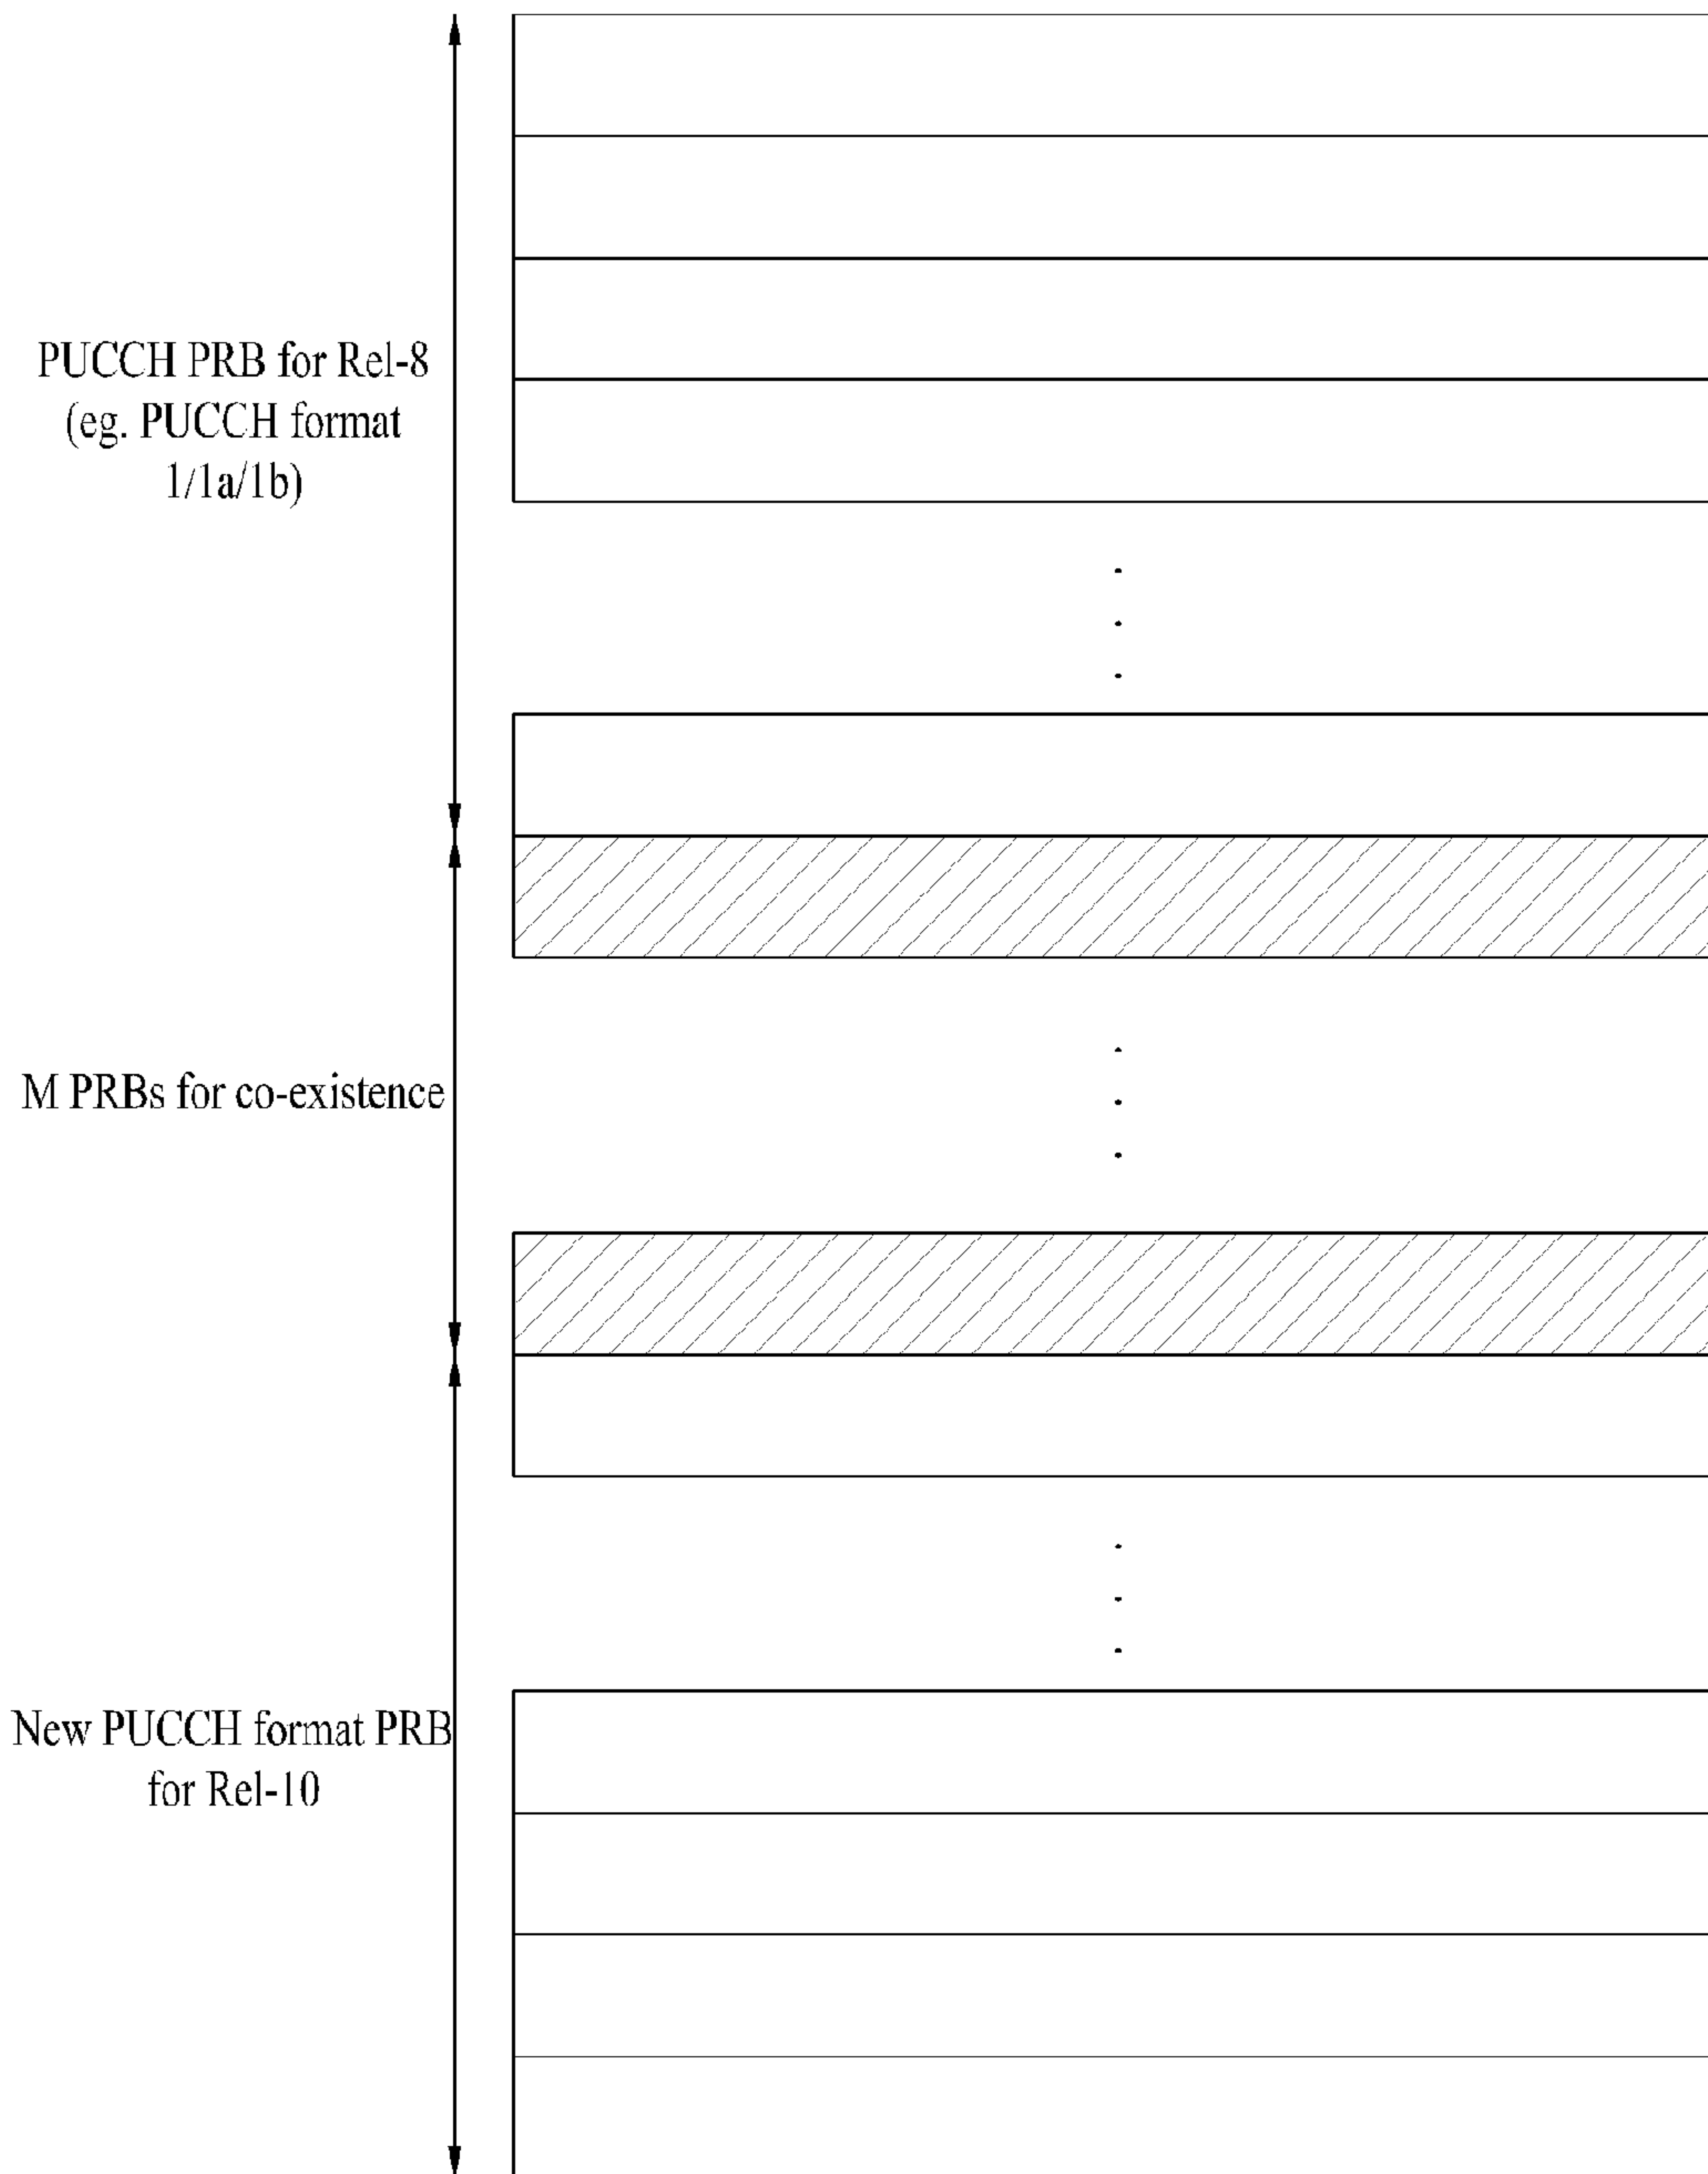 PUCCH PRB for Rel-8
(eg. PUCCH format
1/1a/1b)
M PRBs for co-existence
New PUCCH format PRB
for Rel-10